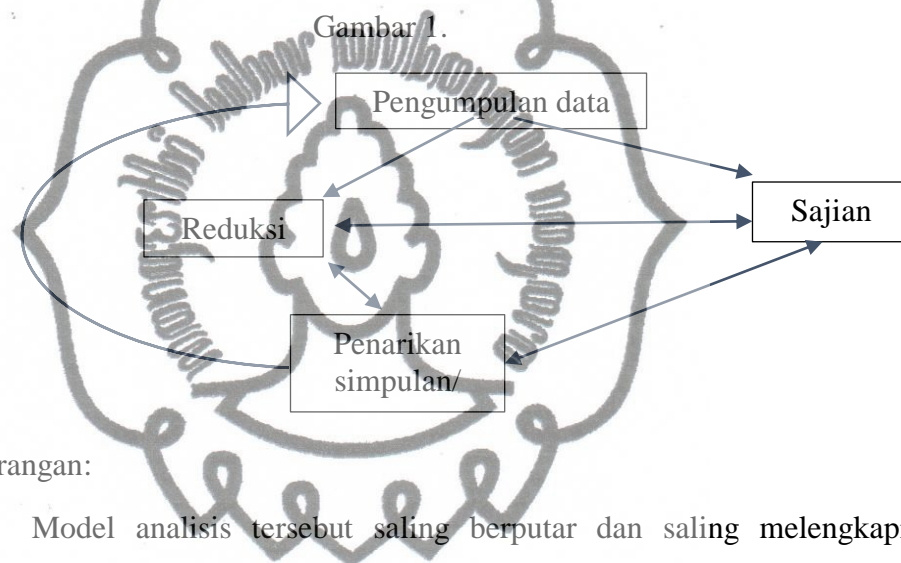 Gambar 1.
Pengumpulan data
Sajian
Reduksi
Penarikan
simpulan/
rangan:
Model analisis tersebut saling berputar dan saling melengkapi